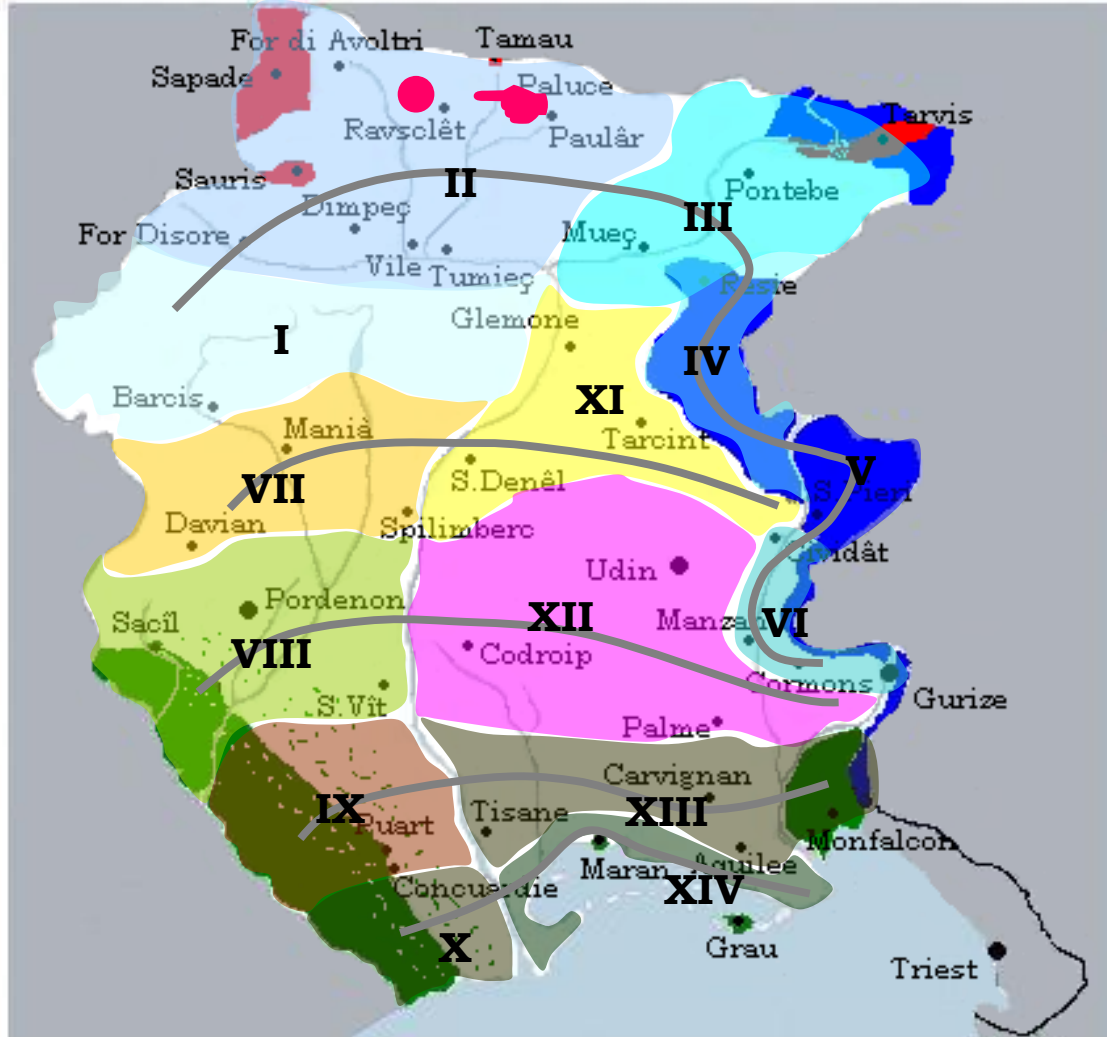 For di Avoltri
Tamau
Sapade
Paluce
Tarvis
Ravsclêt
Paulâr
Sauris
II
Pontebe
Dimpeç
III
For Disore
Mueç
Vile
Tumieç
Resie
Glemone
I
IV
Barcis
XI
Manià
Tarcint
S.Denêl
V
VII
S.Pieri
Davian
Spilimberc
Cividât
Udin
Pordenon
Sacîl
XII
Manzan
VI
VIII
Codroip
Cormons
S.Vît
Gurize
Palme
Carvignan
IX
Tisane
XIII
Puart
Monfalcon
Maran
Aquilee
Concuardie
XIV
X
Grau
Triest